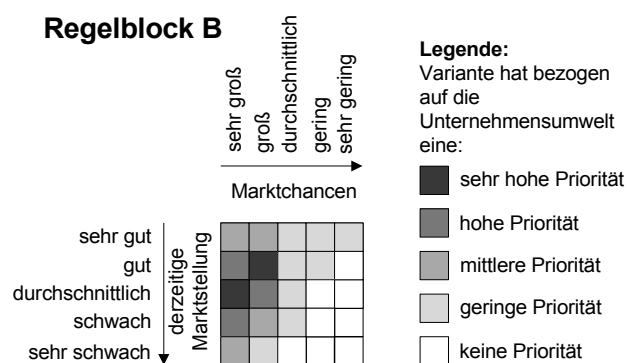 Regelblock B
sehr groß
groß
durchschnittlich
gering
sehr gering
Marktchancen
derzeitige
Marktstellung
sehr gut
gut
durchschnittlich
schwach
sehr schwach
Legende:
Variante hat bezogen
auf die
Unternehmensumwelt
eine:
sehr hohe Priorität
hohe Priorität
mittlere Priorität
geringe Priorität
keine Priorität